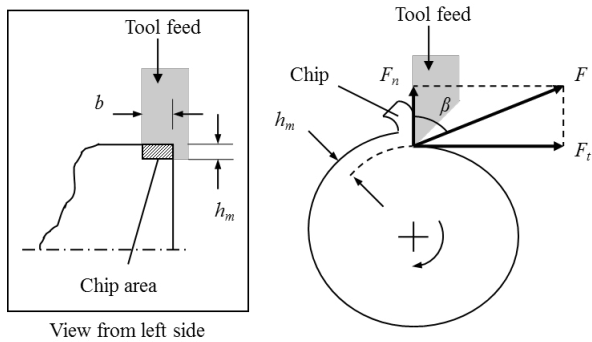 Tool feed
b
h_m
Chip area
View from left side
Tool feed
Chip
F_n
F
β
h_m
F_t